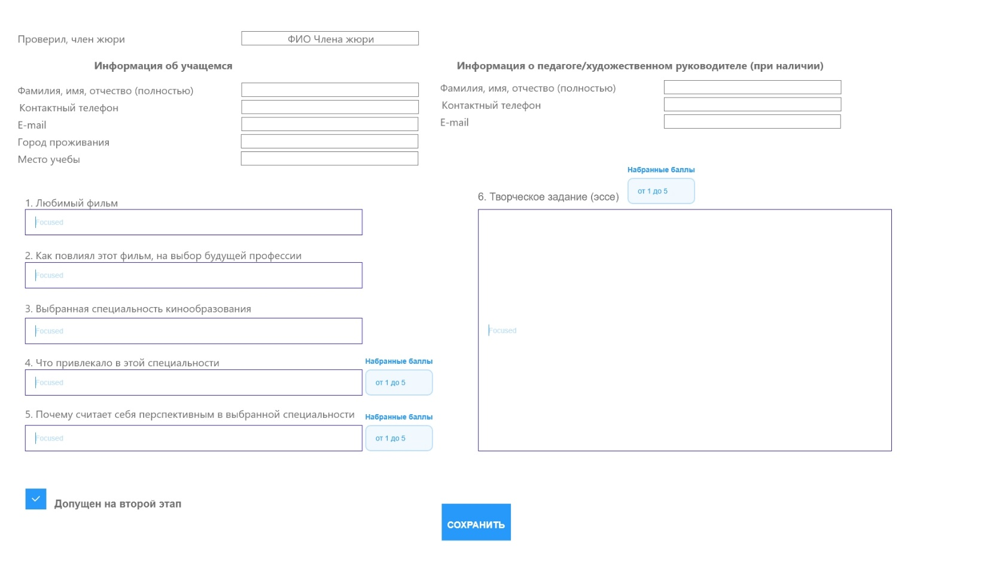 Проверил, член жюри
ФИО Члена жюри
Информация об учащемся
Фамилия, имя, отчество (полностью)
Контактный телефон
E-mail
Город проживания
Место учебы
Информация о педагоге/художественном руководителе (при наличии)
Фамилия, имя, отчество (полностью)
Контактный телефон
E-mail
1. Любимый фильм
Focused
2. Как повлиял этот фильм, на выбор будущей профессии
Focused
3. Выбранная специальность кинообразования
Focused
4. Что привлекало в этой специальности
Focused
Набранные баллы
от 1 до 5
5. Почему считает себя перспективным в выбранной специальности
Focused
Набранные баллы
от 1 до 5
6. Творческое задание (эссе)
Набранные баллы
от 1 до 5
Focused
Допущен на второй этап
СОХРАНИТЬ